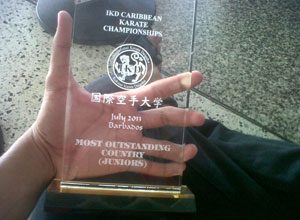 IKD CARIBBEAN
KARATE
CHAMPIONSHIPS
国際空手大学
July 2011
Barbados
MOST OUTSTANDING
COUNTRY
(JUNIORS)